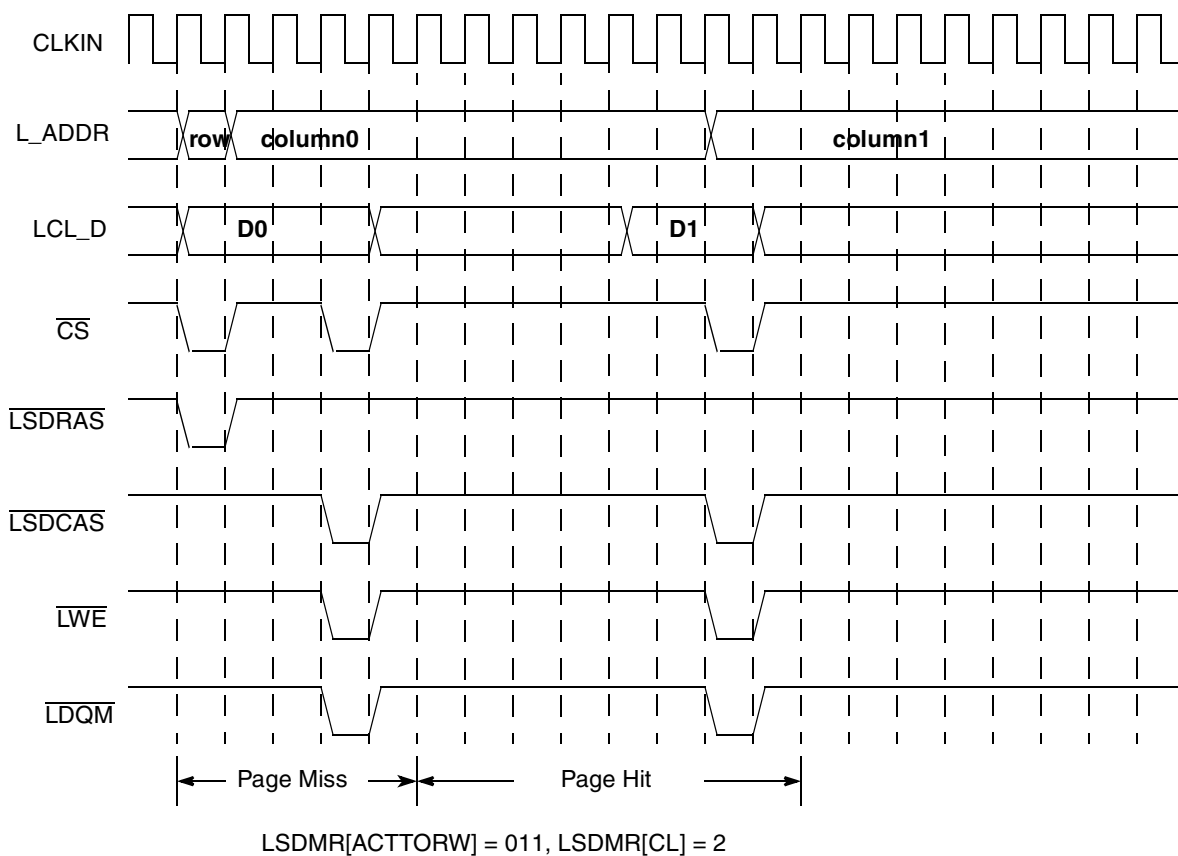 CLKIN
L_ADDR
row column0 column1
LCL_D
D0 D1
CS
LSDRAS
LSDCAS
LWE
LDQM
Page Miss Page Hit
LSDMR[ACTTORW] = 011, LSDMR[CL] = 2